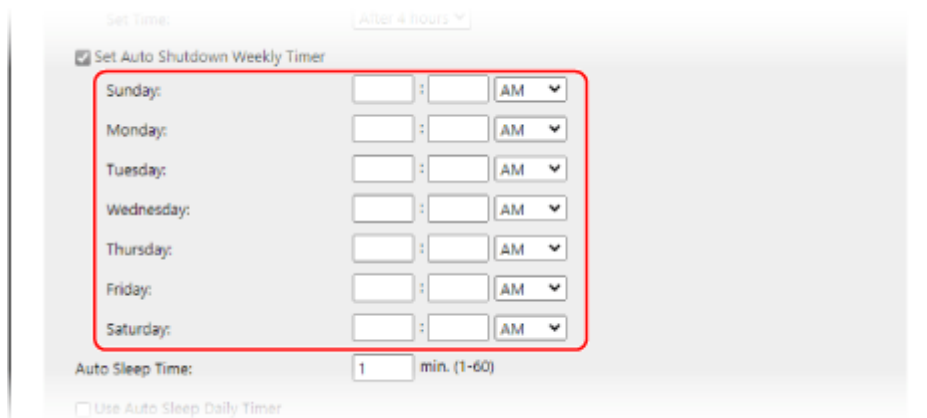 Set Time: After 4 hours
Set Auto Shutdown Weekly Timer
Sunday: : AM
Monday: : AM
Tuesday: : AM
Wednesday: : AM
Thursday: : AM
Friday: : AM
Saturday: : AM
Auto Sleep Time: 1 min. (1-60)
Use Auto Sleep Daily Timer